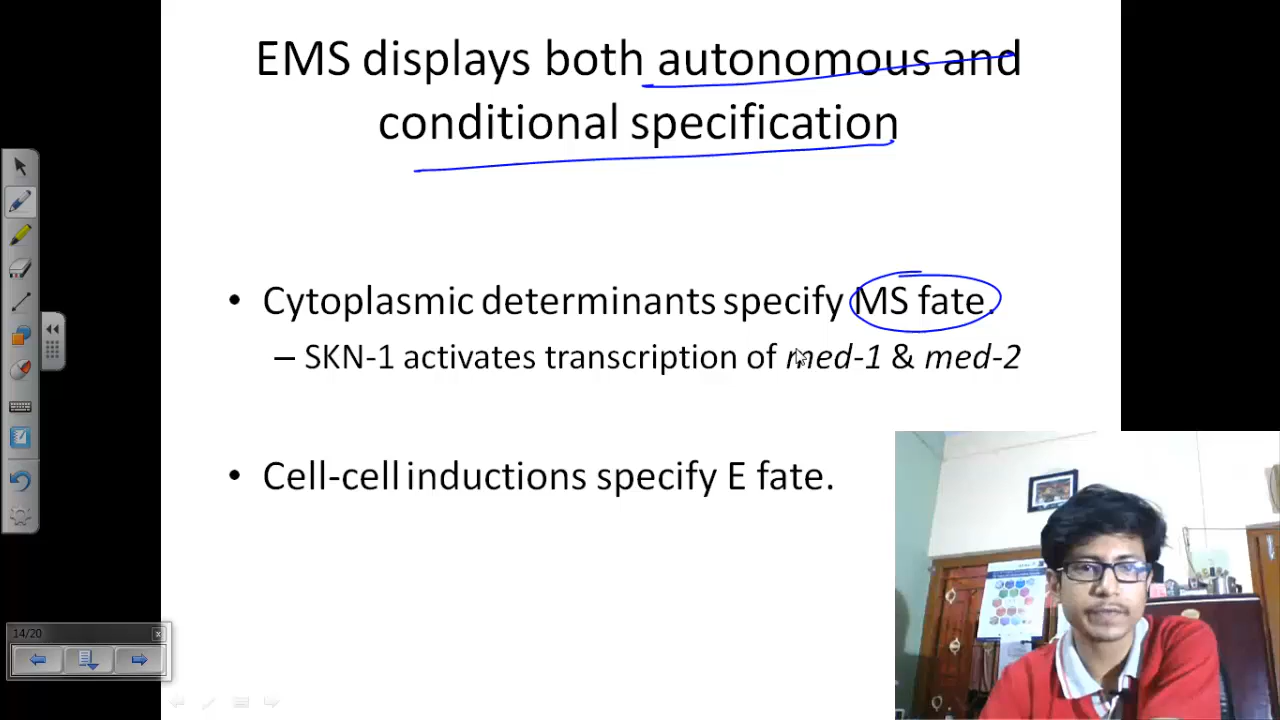 EMS displays both autonomous and
conditional specification
• Cytoplasmic determinants specify MS fate.
– SKN-1 activates transcription of med-1 & med-2
• Cell-cell inductions specify E fate.
14/20